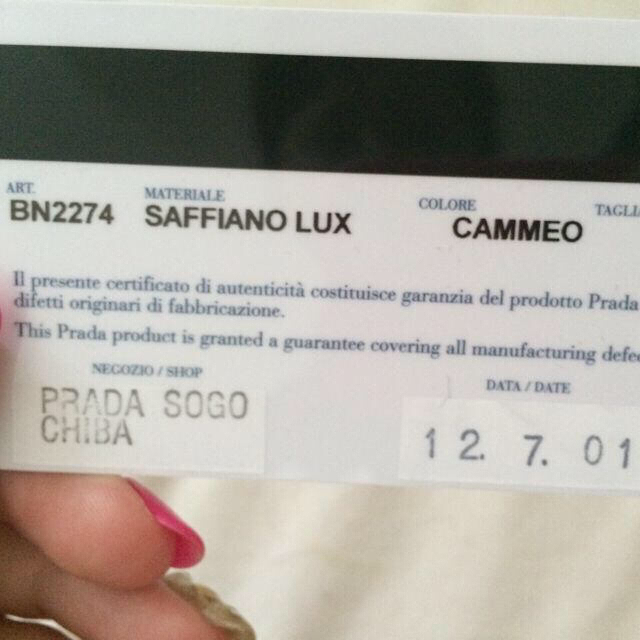 ART. MATERIALE COLORE
BN2274 SAFFIANO LUX CAMMEO
Il presente certificato di autenticità costituisce garanzia del prodotto Prada
difetti originari di fabbricazione.
This Prada product is granted a guarantee covering all manufacturing
NEGOZIO / SHOP DATA / DATE
PRADA SOGO
CHIBA
12. 7. 01